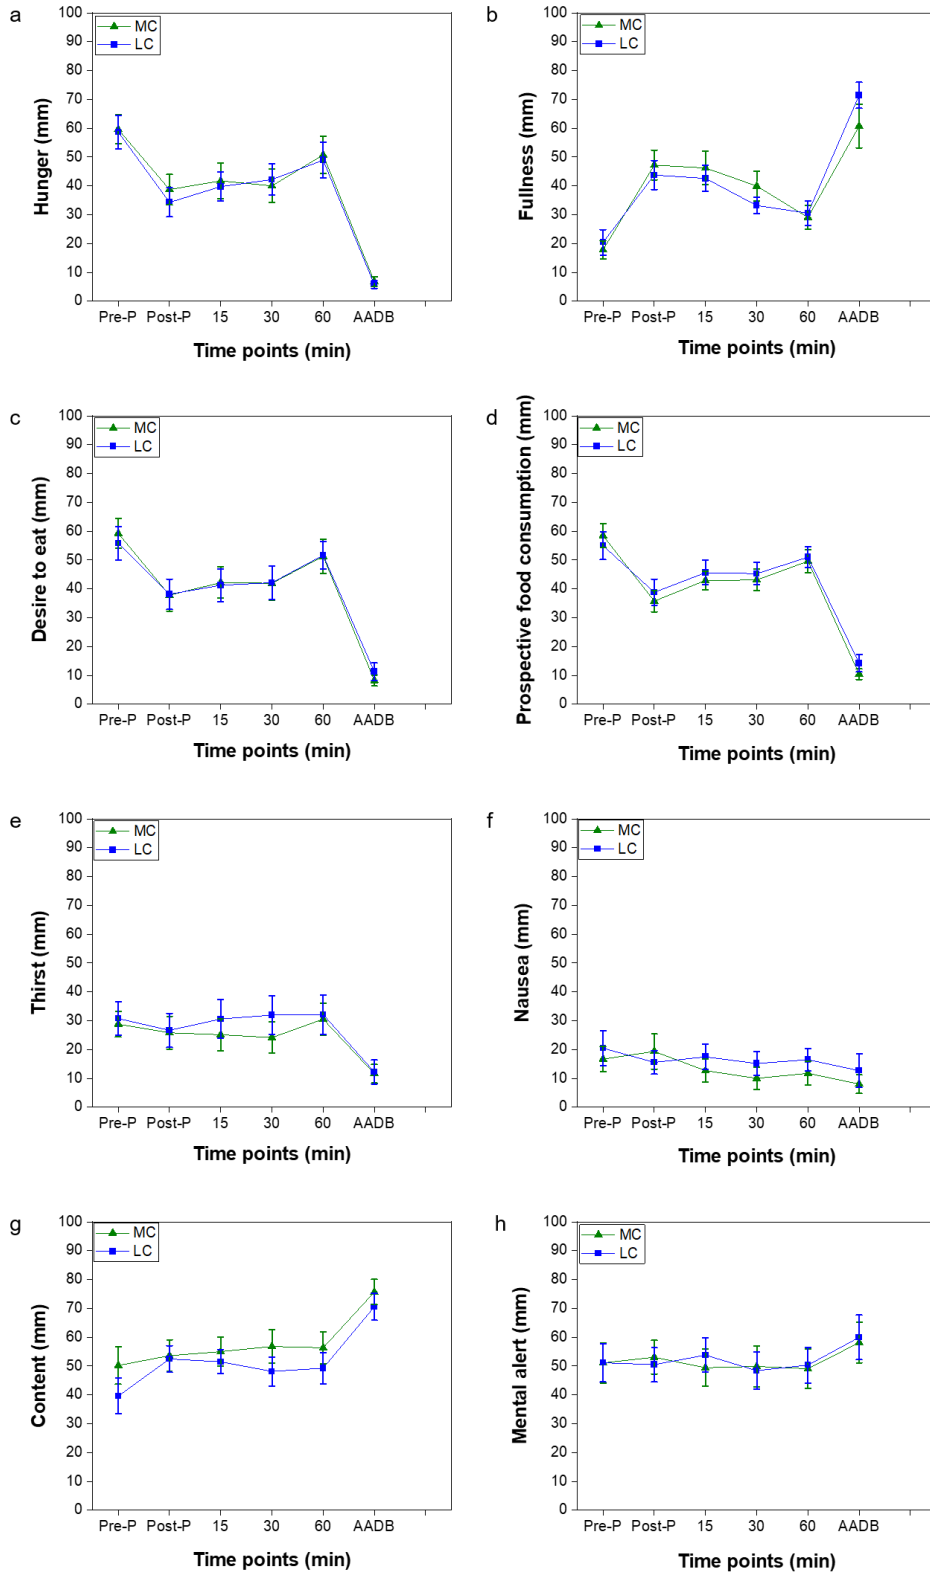 a
MC
LC
100
90
80
70
60
50
40
30
20
10
0
Hunger (mm)
Pre-P Post-P 15 30 60 AADB
Time points (min)
b
MC
LC
100
90
80
70
60
50
40
30
20
10
0
Fullness (mm)
Pre-P Post-P 15 30 60 AADB
Time points (min)
c
MC
LC
100
90
80
70
60
50
40
30
20
10
0
Desire to eat (mm)
Pre-P Post-P 15 30 60 AADB
Time points (min)
d
MC
LC
100
90
80
70
60
50
40
30
20
10
0
Prospective food consumption (mm)
Pre-P Post-P 15 30 60 AADB
Time points (min)
e
MC
LC
100
90
80
70
60
50
40
30
20
10
0
Thirst (mm)
Pre-P Post-P 15 30 60 AADB
Time points (min)
f
MC
LC
100
90
80
70
60
50
40
30
20
10
0
Nausea (mm)
Pre-P Post-P 15 30 60 AADB
Time points (min)
g
MC
LC
100
90
80
70
60
50
40
30
20
10
0
Content (mm)
Pre-P Post-P 15 30 60 AADB
Time points (min)
h
MC
LC
100
90
80
70
60
50
40
30
20
10
0
Mental alert (mm)
Pre-P Post-P 15 30 60 AADB
Time points (min)